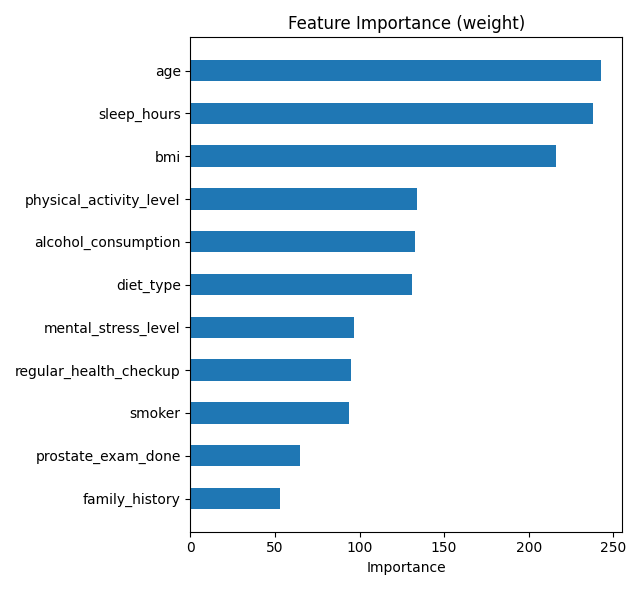 Feature Importance (weight)
age
sleep_hours
bmi
physical_activity_level
alcohol_consumption
diet_type
mental_stress_level
regular_health_checkup
smoker
prostate_exam_done
family_history
0 50 100 150 200 250
Importance